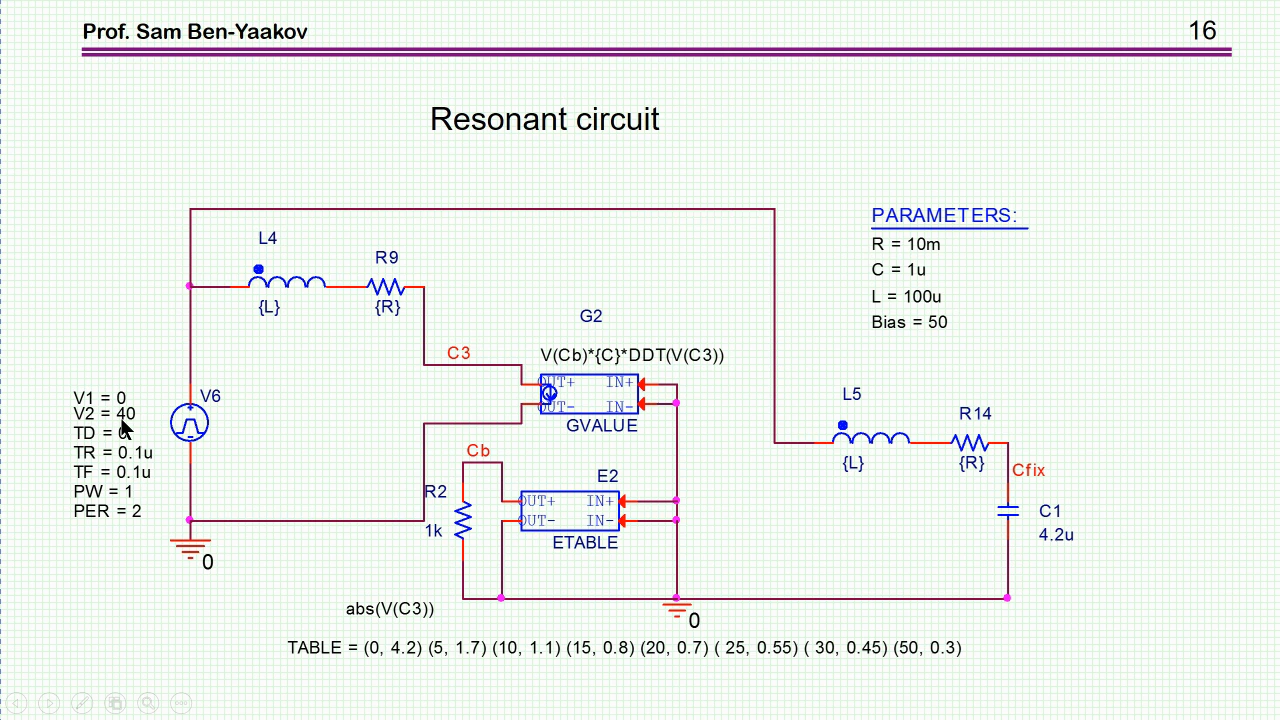 Prof. Sam Ben-Yaakov
16
Resonant circuit
L4
{L}
R9
{R}
G2
V(Cb)*{C}*DDT(V(C3))
C3
OUT+ IN+
OUT- IN-
GVALUE
PARAMETERS:
R = 10m
C = 1u
L = 100u
Bias = 50
V6
V1 = 0
V2 = 40
TD = 0
TR = 0.1u
TF = 0.1u
PW = 1
PER = 2
0
Cb
R2
1k
E2
OUT+ IN+
OUT- IN-
ETABLE
L5
{L}
R14
{R}
Cfix
C1
4.2u
0
abs(V(C3))
TABLE = (0, 4.2) (5, 1.7) (10, 1.1) (15, 0.8) (20, 0.7) ( 25, 0.55) ( 30, 0.45) (50, 0.3)